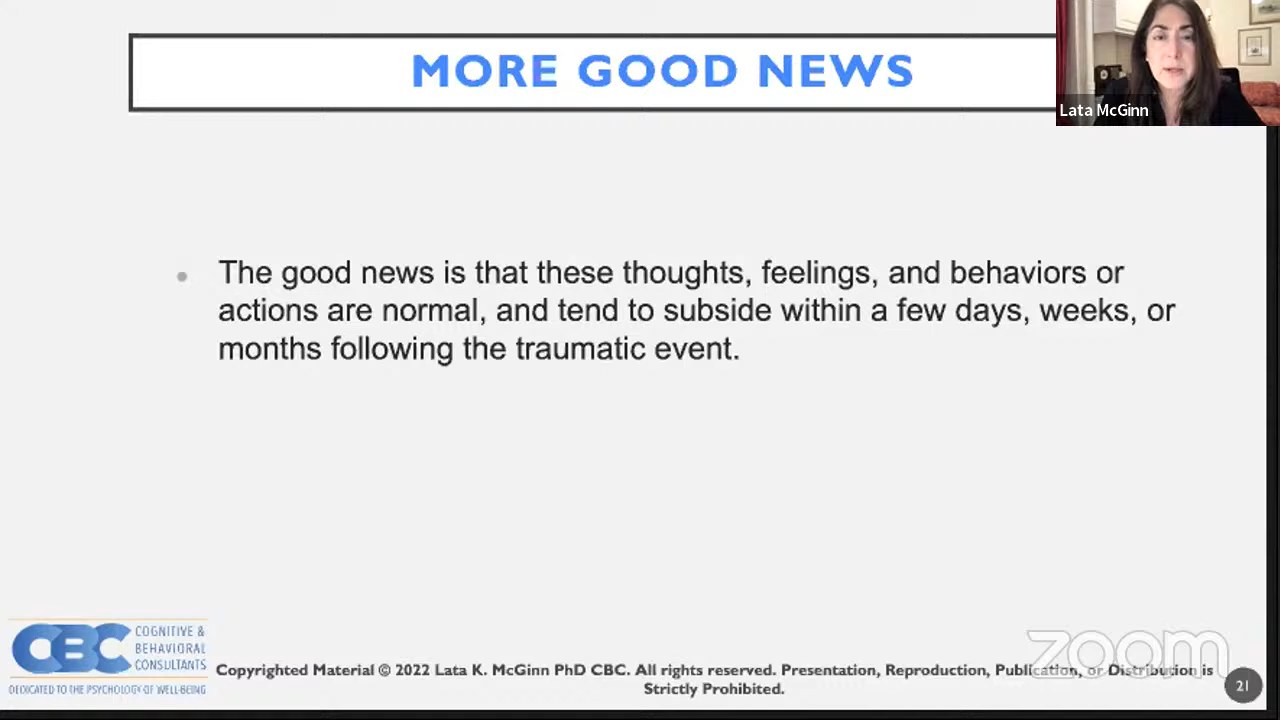 MORE GOOD NEWS
Lata McGinn
• The good news is that these thoughts, feelings, and behaviors or
actions are normal, and tend to subside within a few days, weeks, or
months following the traumatic event.
CBC
COGNITIVE &
BEHAVIORAL
CONSULTANTS
DEDICATED TO THE PSYCHOLOGY OF WELL-BEING
Copyrighted Material © 2022 Lata K. McGinn PhD CBC. All rights reserved. Presentation, Reproduction, Publication, or Distribution is
Strictly Prohibited.
zoom
21